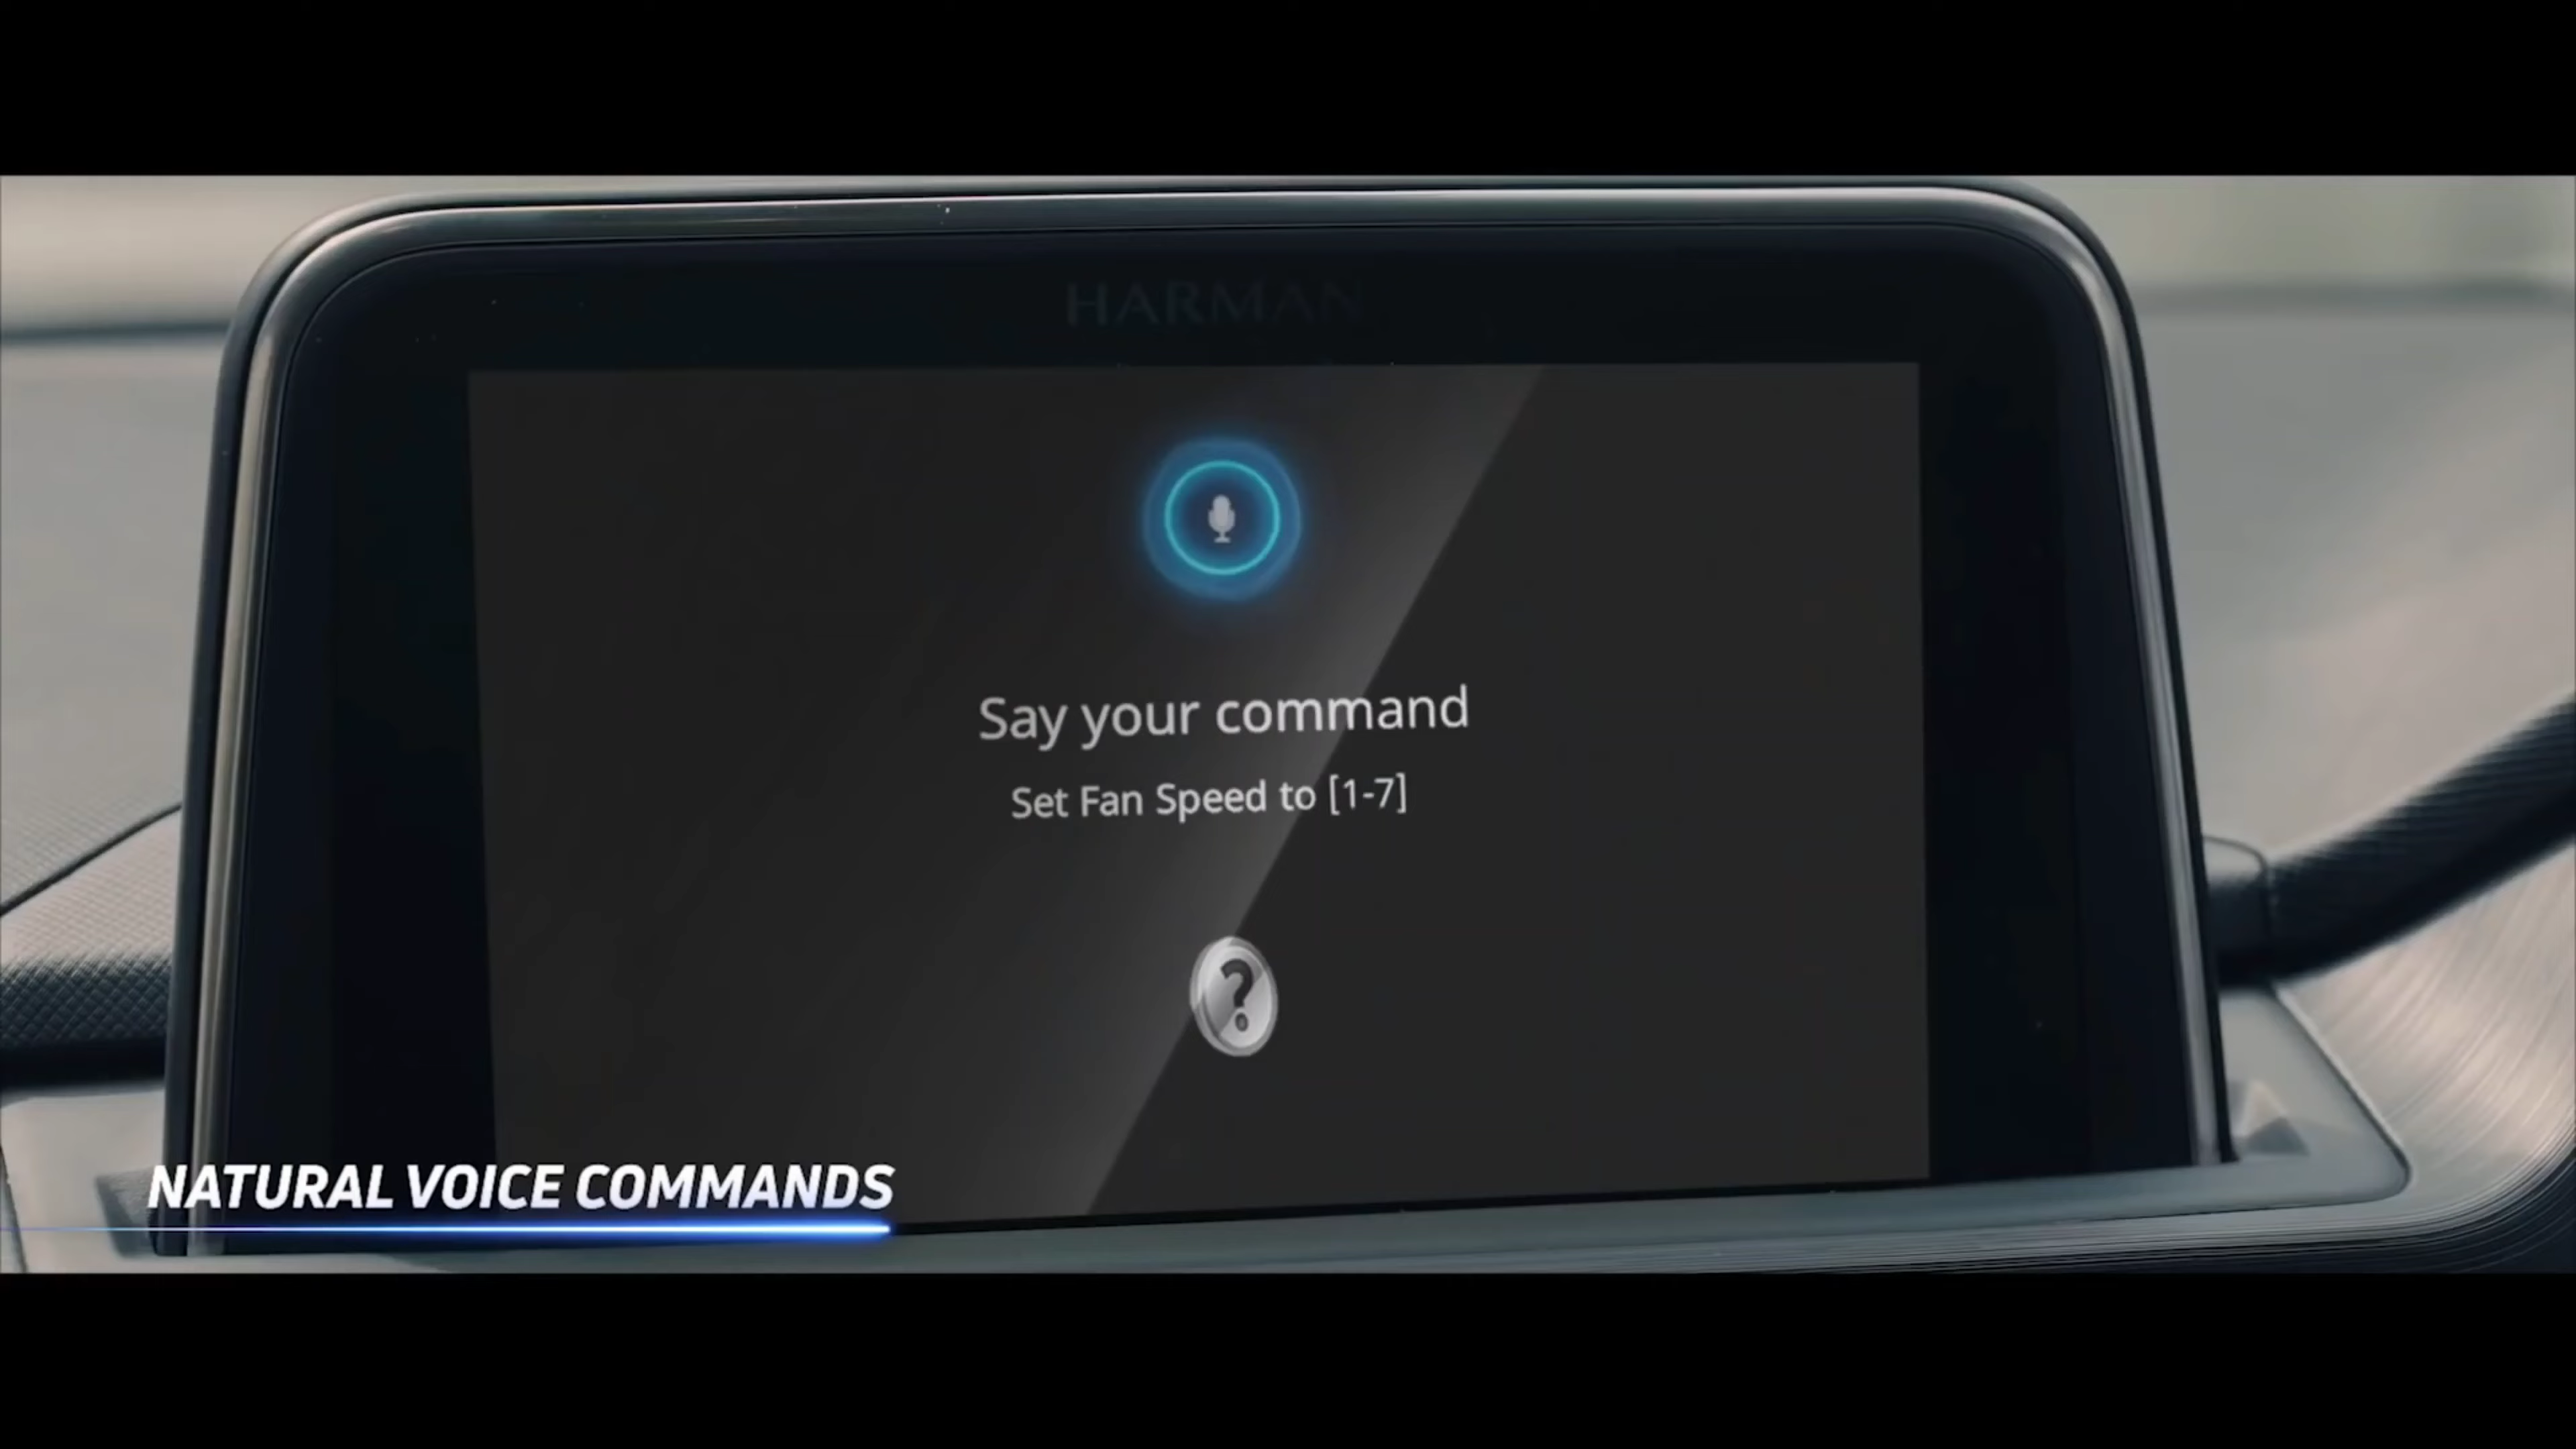 HARMAN
Say your command
Set Fan Speed to [1-7]
?
NATURAL VOICE COMMANDS